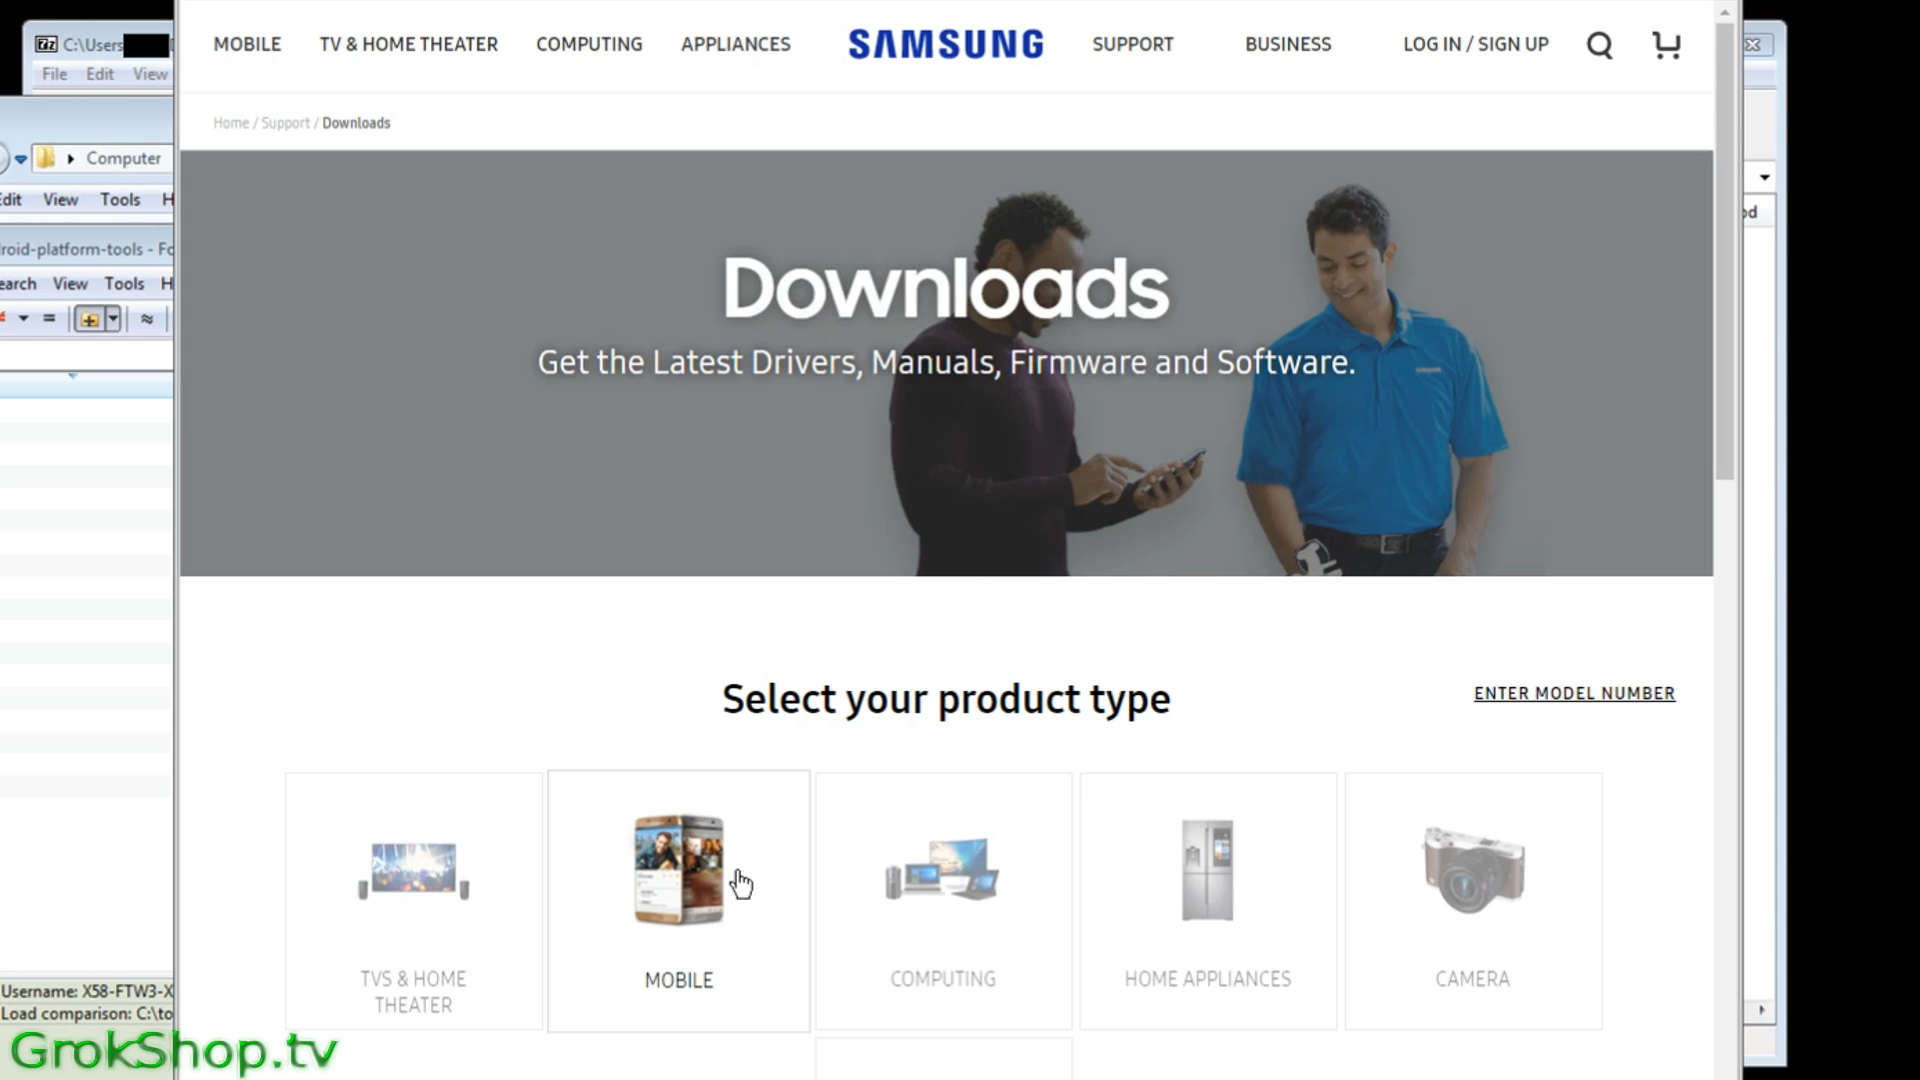 C:\Users
File Edit View
Computer
Edit View Tools H
roid-platform-tools - Fo
earch View Tools H
MOBILE TV & HOME THEATER COMPUTING APPLIANCES SAMSUNG SUPPORT BUSINESS LOG IN / SIGN UP
Home / Support / Downloads
Downloads
Get the Latest Drivers, Manuals, Firmware and Software.
Select your product type
ENTER MODEL NUMBER
TVS & HOME
THEATER
MOBILE
COMPUTING
HOME APPLIANCES
CAMERA
Username: X58-FTW3-X
Load comparison: C:\to
GrokShop.tv